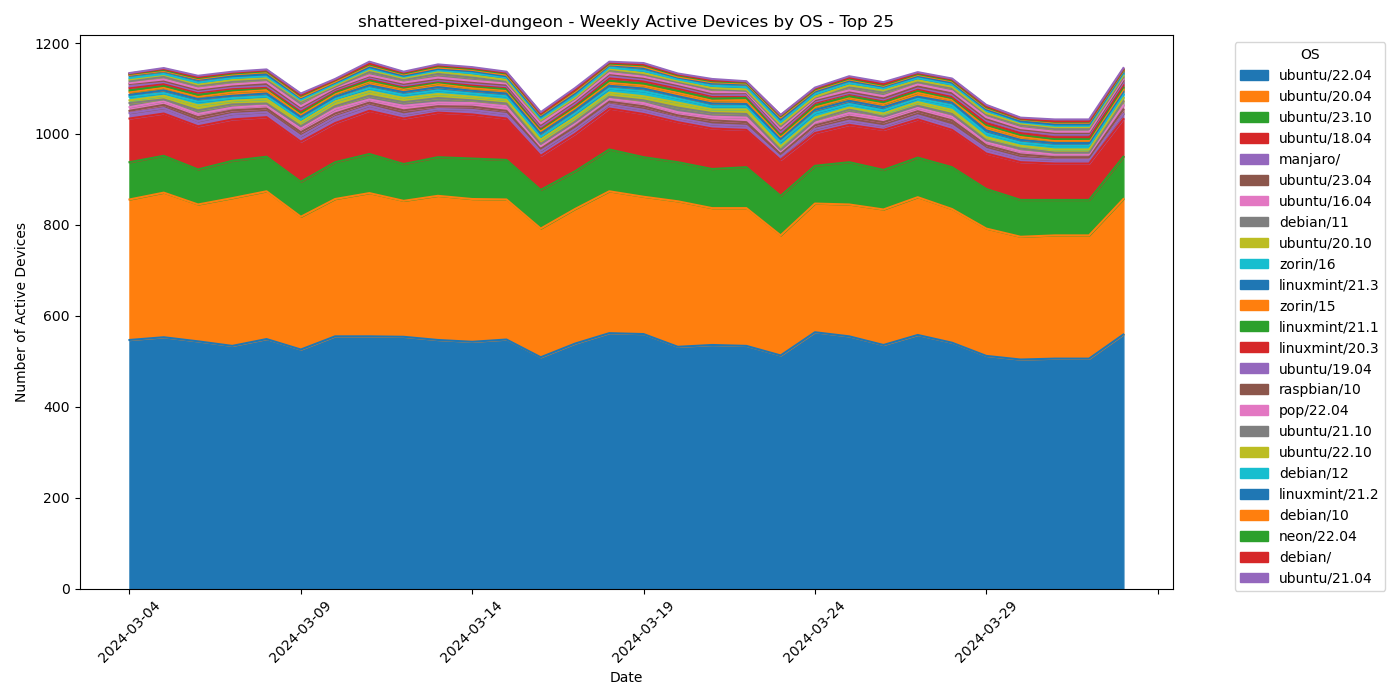 shattered-pixel-dungeon - Weekly Active Devices by OS - Top 25
1200
1000
800
600
400
200
0
Number of Active Devices
2024-03-04
2024-03-09
2024-03-14
2024-03-19
2024-03-24
2024-03-29
Date
OS
ubuntu/22.04
ubuntu/20.04
ubuntu/23.10
ubuntu/18.04
manjaro/
ubuntu/23.04
ubuntu/16.04
debian/11
ubuntu/20.10
zorin/16
linuxmint/21.3
zorin/15
linuxmint/21.1
linuxmint/20.3
ubuntu/19.04
raspbian/10
pop/22.04
ubuntu/21.10
ubuntu/22.10
debian/12
linuxmint/21.2
debian/10
neon/22.04
debian/
ubuntu/21.04